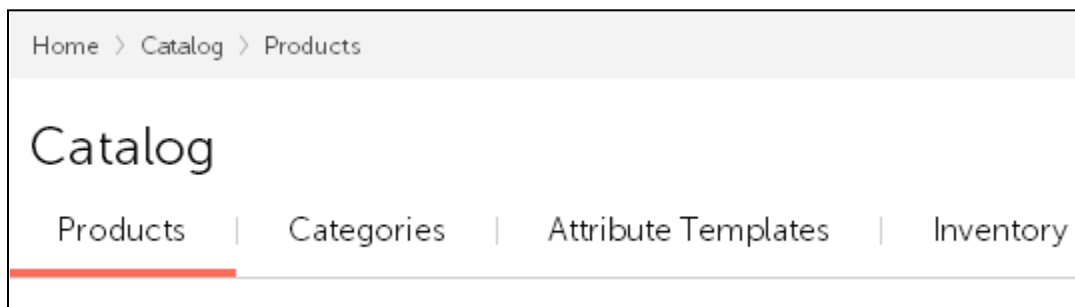 Home > Catalog > Products
Catalog
Products | Categories | Attribute Templates | Inventory